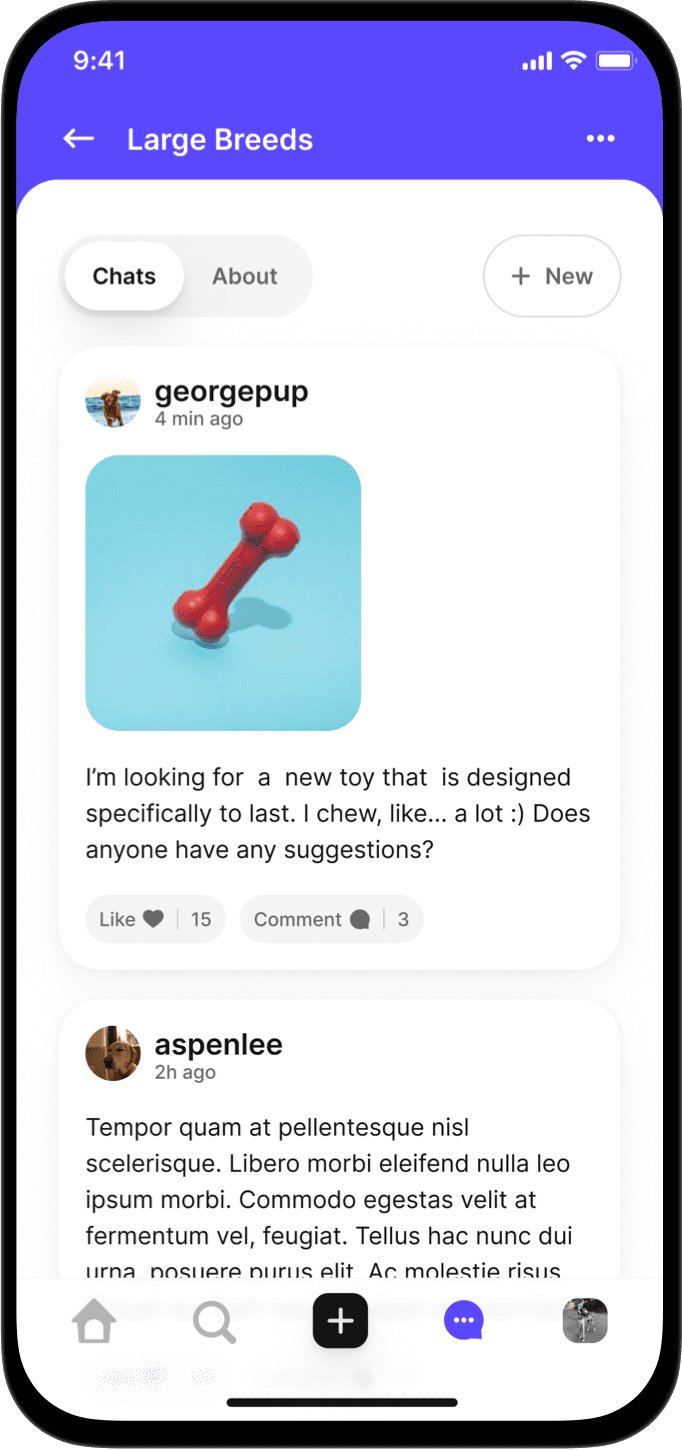 9:41
Large Breeds
Chats About + New
georgepup
4 min ago
I’m looking for a new toy that is designed
specifically to last. I chew, like... a lot :) Does
anyone have any suggestions?
Like 15 Comment 3
aspenlee
2h ago
Tempor quam at pellentesque nisl
scelerisque. Libero morbi eleifend nulla leo
ipsum morbi. Commodo egestas velit at
fermentum vel, feugiat. Tellus hac nunc dui
urna, posuere purus elit. Ac molestie risus